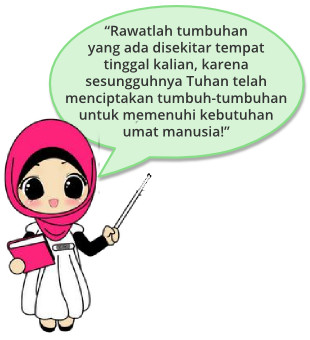 “Rawatlah tumbuhan
yang ada disekitar tempat
tinggal kalian, karena
sesungguhnya Tuhan telah
menciptakan tumbuh-tumbuhan
untuk memenuhi kebutuhan
umat manusia!”